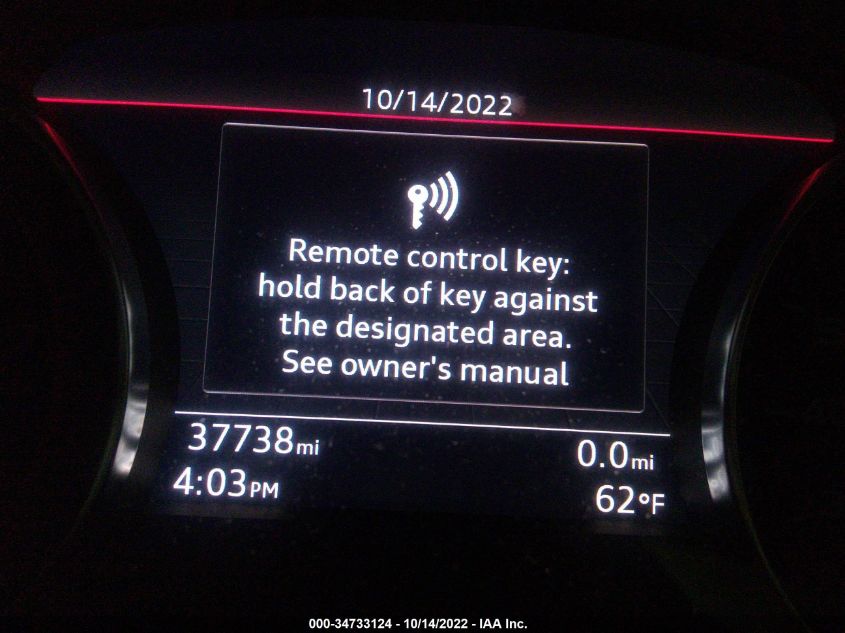 10/14/2022
Remote control key:
hold back of key against
the designated area.
See owner's manual
37738mi 0.0mi
4:03PM 62°F
000-34733124 - 10/14/2022 - IAA Inc.